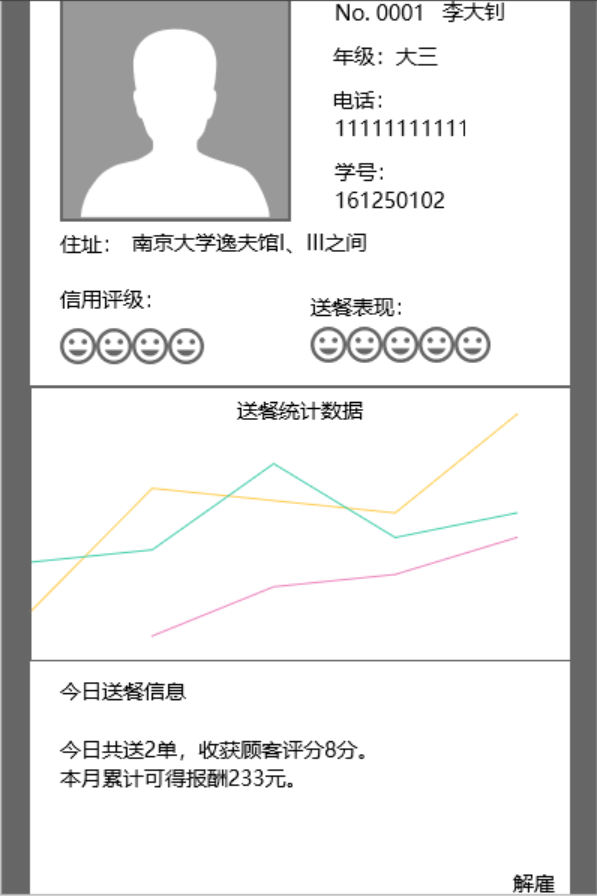 No. 0001 李大钊
年级：大三
电话：
11111111111
学号：
161250102
住址： 南京大学逸夫馆I、III之间
信用评级：
送餐表现：
送餐统计数据
今日送餐信息
今日共送2单，收获顾客评分8分。
本月累计可得报酬233元。
解雇